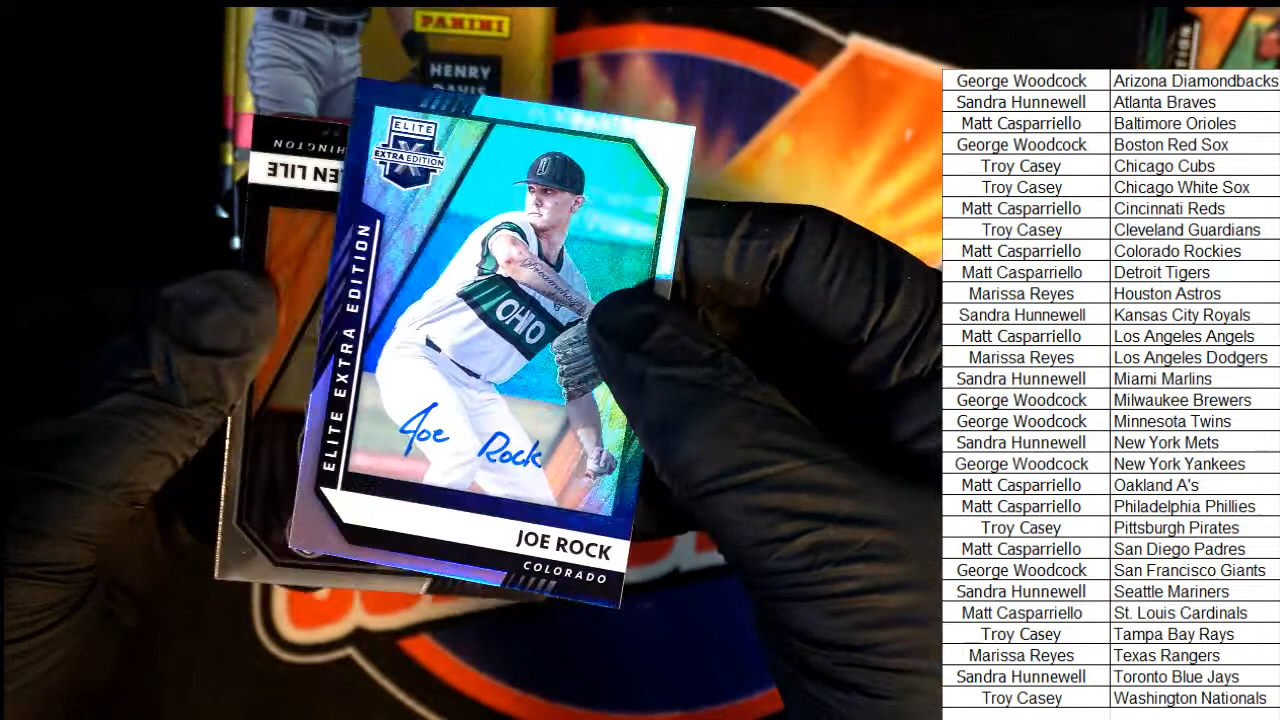 PANINI
HENRY
DAVIS
HINGTON
EN LILE
ELITE
X
EXTRA EDITION
ELITE EXTRA EDITION
OHIO
Joe Rock
JOE ROCK
COLORADO
George Woodcock Arizona Diamondbacks
Sandra Hunnewell Atlanta Braves
Matt Casparriello Baltimore Orioles
George Woodcock Boston Red Sox
Troy Casey Chicago Cubs
Troy Casey Chicago White Sox
Matt Casparriello Cincinnati Reds
Troy Casey Cleveland Guardians
Matt Casparriello Colorado Rockies
Matt Casparriello Detroit Tigers
Marissa Reyes Houston Astros
Sandra Hunnewell Kansas City Royals
Matt Casparriello Los Angeles Angels
Marissa Reyes Los Angeles Dodgers
Sandra Hunnewell Miami Marlins
George Woodcock Milwaukee Brewers
George Woodcock Minnesota Twins
Sandra Hunnewell New York Mets
George Woodcock New York Yankees
Matt Casparriello Oakland A's
Matt Casparriello Philadelphia Phillies
Troy Casey Pittsburgh Pirates
Matt Casparriello San Diego Padres
George Woodcock San Francisco Giants
Sandra Hunnewell Seattle Mariners
Matt Casparriello St. Louis Cardinals
Troy Casey Tampa Bay Rays
Marissa Reyes Texas Rangers
Sandra Hunnewell Toronto Blue Jays
Troy Casey Washington Nationals